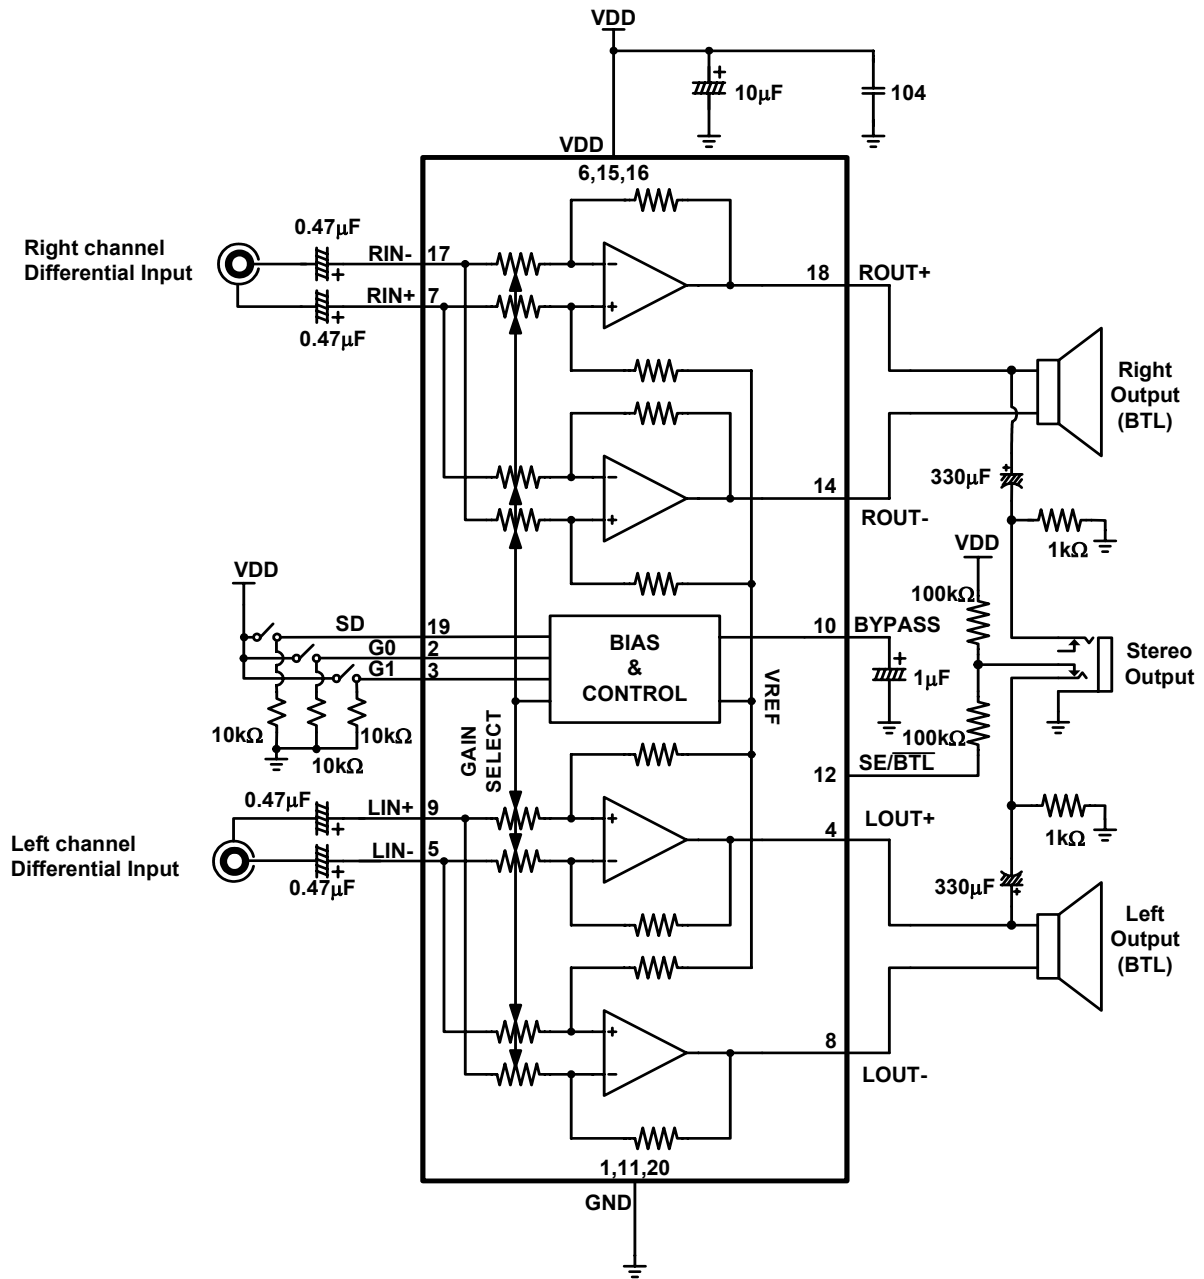 VDD
10μF
104
VDD
6,15,16
0.47μF
Right channel
Differential Input
RIN-
17
RIN+
7
0.47μF
18
ROUT+
Right
Output
(BTL)
14
ROUT-
330μF
1kΩ
VDD
100kΩ
VDD
SD
19
G0
2
G1
3
BIAS
&
CONTROL
10
BYPASS
1μF
VREF
Stereo
Output
10kΩ
10kΩ
10kΩ
GAIN
SELECT
100kΩ
12
SE/BTL
0.47μF
LIN+
9
Left channel
Differential Input
LIN-
5
0.47μF
4
LOUT+
1kΩ
330μF
Left
Output
(BTL)
8
LOUT-
1,11,20
GND